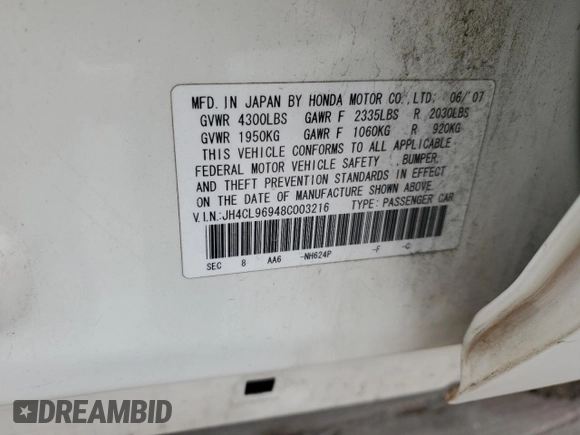 MFD. IN JAPAN BY HONDA MOTOR CO.,LTD. 06/'07
GVWR 4300LBS GAWR F 2335LBS R 2030LBS
GVWR 1950KG GAWR F 1060KG R 920KG
THIS VEHICLE CONFORMS TO ALL APPLICABLE
FEDERAL MOTOR VEHICLE SAFETY , BUMPER,
AND THEFT PREVENTION STANDARDS IN EFFECT
ON THE DATE OF MANUFACTURE SHOWN ABOVE.
V.I.N.:JH4CL96948C003216 TYPE: PASSENGER CAR
SEC 8 AA6 -NH624P -F -C
DREAMBID